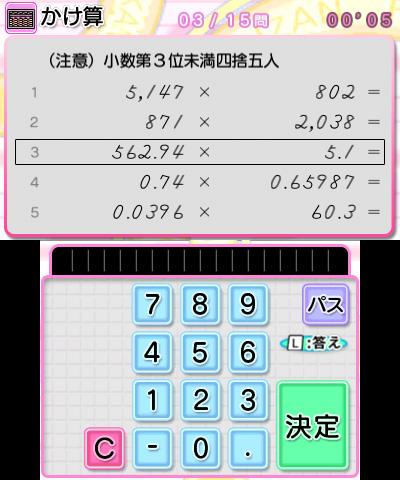 かけ算 03/15問 00'05
(注意) 小数第3位未満四捨五入
1 5,147 × 802 =
2 871 × 2,038 =
3 562.94 × 5.1 =
4 0.74 × 0.65987 =
5 0.0396 × 60.3 =
7 8 9 パス
4 5 6 L:答え
1 2 3
C - 0 . 決定